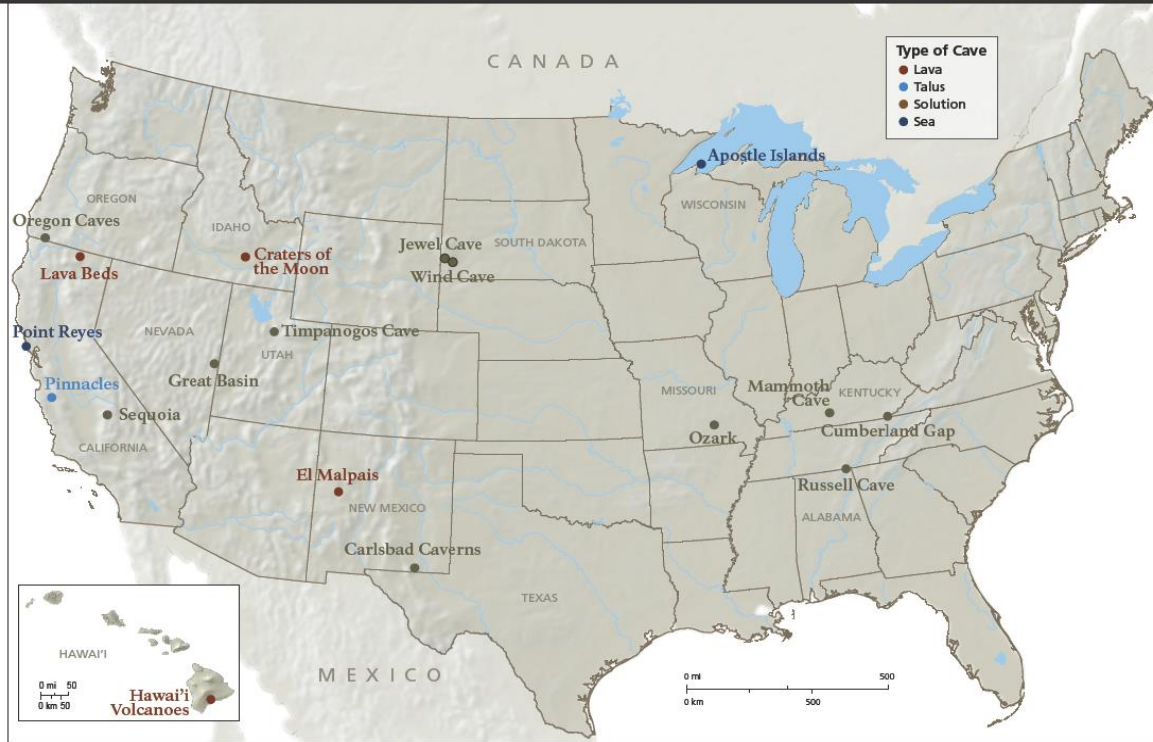 CANADA
Type of Cave
Lava
Talus
Solution
Sea
Apostle Islands
WISCONSIN
OREGON
Oregon Caves
IDAHO
Lava Beds
Craters of
the Moon
Jewel Cave
SOUTH DAKOTA
Wind Cave
Point Reyes
NEVADA
Timpanogos Cave
UTAH
Great Basin
Pinnacles
Sequoia
CALIFORNIA
MISSOURI
Ozark
Mammoth
Cave
KENTUCKY
Cumberland Gap
El Malpais
NEW MEXICO
Russell Cave
ALABAMA
Carlsbad Caverns
TEXAS
MEXICO
HAWAI'I
0 mi 50
0 km 50
Hawai'i
Volcanoes
0 mi 500
0 km 500